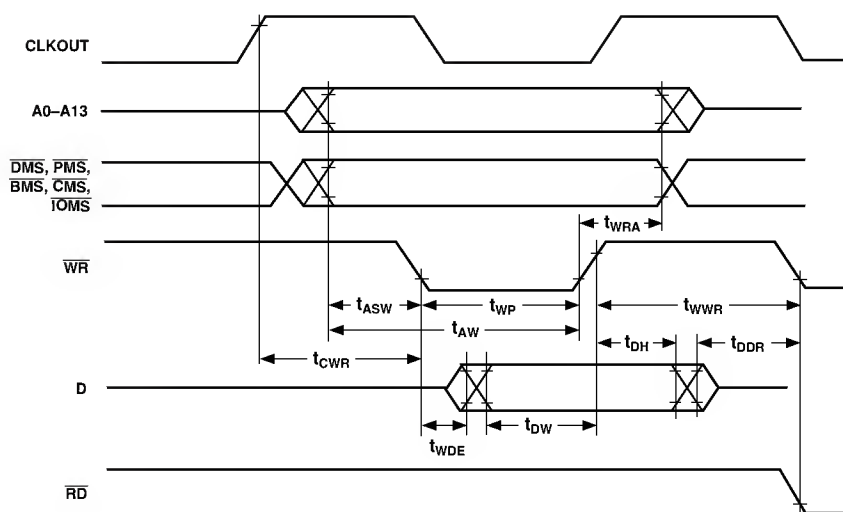 CLKOUT
A0–A13
DMS, PMS,
BMS, CMS,
IOMS
tWRA
WR
tASW
tWP
tWWR
tAW
tDH
tDDR
tCWR
D
tWDE
tDW
RD